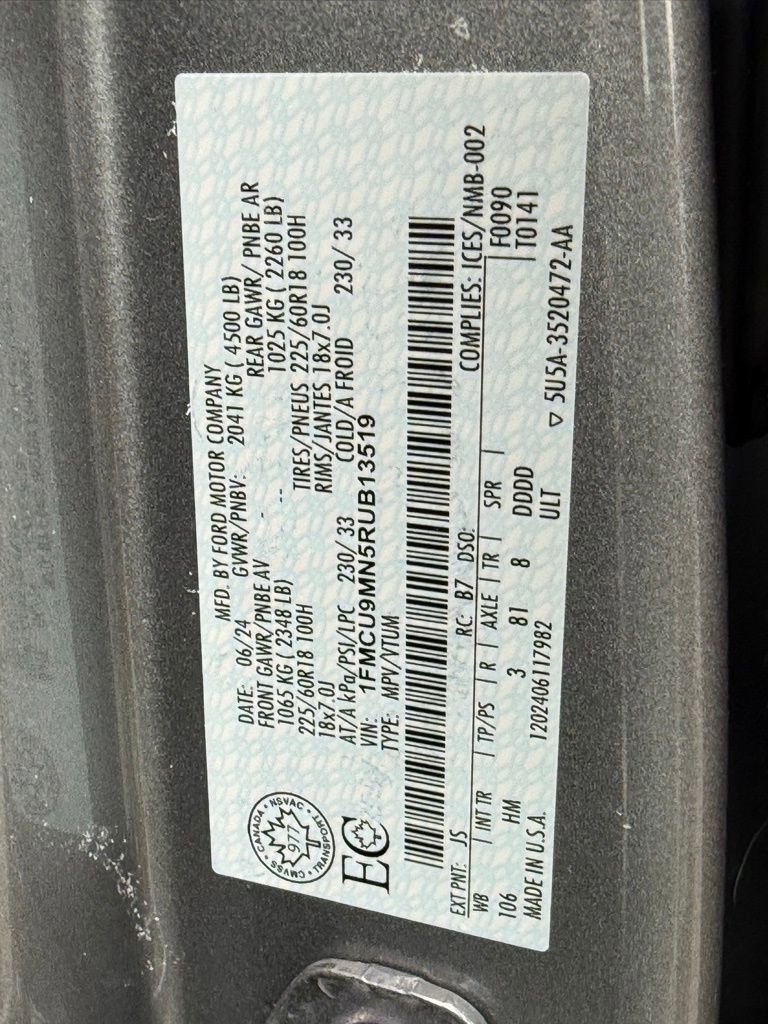 MFD. BY FORD MOTOR COMPANY
DATE: 06/24 GVWR/PNBV: 2041 KG ( 4500 LB)
FRONT GAWR/PNBE AV REAR GAWR/ PNBE AR
1065 KG ( 2348 LB) - -- 1025 KG ( 2260 LB)
225/60R18 100H TIRES/PNEUS 225/60R18 100H
18x7.0J RIMS/JANTES 18x7.0J
AT/A kPa/PSI/LPC 230/ 33 COLD/A FROID 230/ 33
VIN: 1FMCU9MN5RUB13519
TYPE: MPV/VTUM
CANADA • NSVAC • TRANSPORT • CMVSS •
977
T
EC
EXT PNT: JS RC: B7 DSO: COMPLIES: ICES/NMB-002
WB | INT TR | TP/PS | R | AXLE | TR | SPR | F0090
106 HM 3 81 8 DDDD T0141
ULT
MADE IN U.S.A. 1202406117982 ▽ 5U5A-3520472-AA